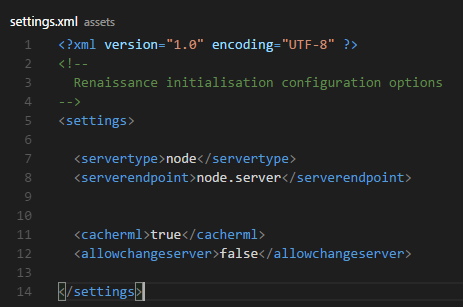 settings.xml assets
1 <?xml version="1.0" encoding="UTF-8" ?>
2 <!--
3 Renaissance initialisation configuration options
4 -->
5 <settings>
6
7 <servertype>node</servertype>
8 <serverendpoint>node.server</serverendpoint>
9
10
11 <cacherml>true</cacherml>
12 <allowchangeserver>false</allowchangeserver>
13
14 </settings>